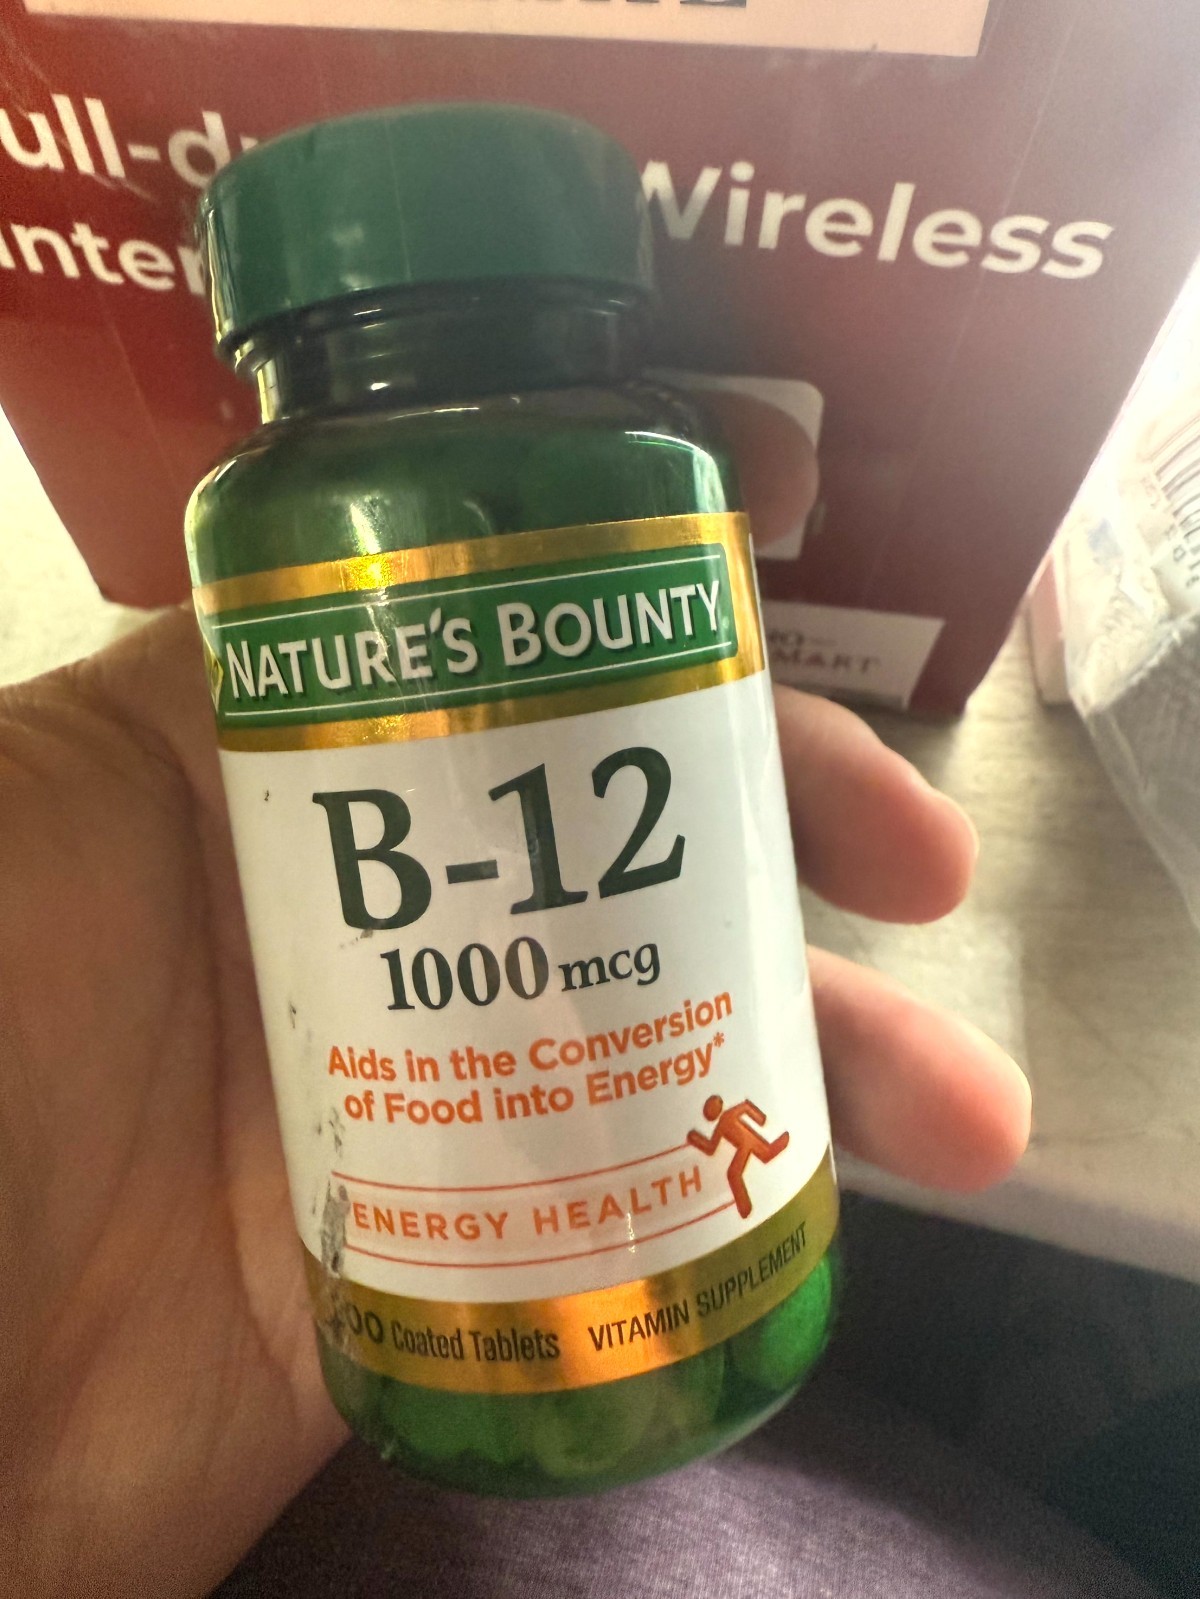 Wireless
NATURE'S BOUNTY
B-12
1000 mcg
Aids in the Conversion
of Food into Energy*
ENERGY HEALTH
Coated Tablets VITAMIN SUPPLEMENT
MART